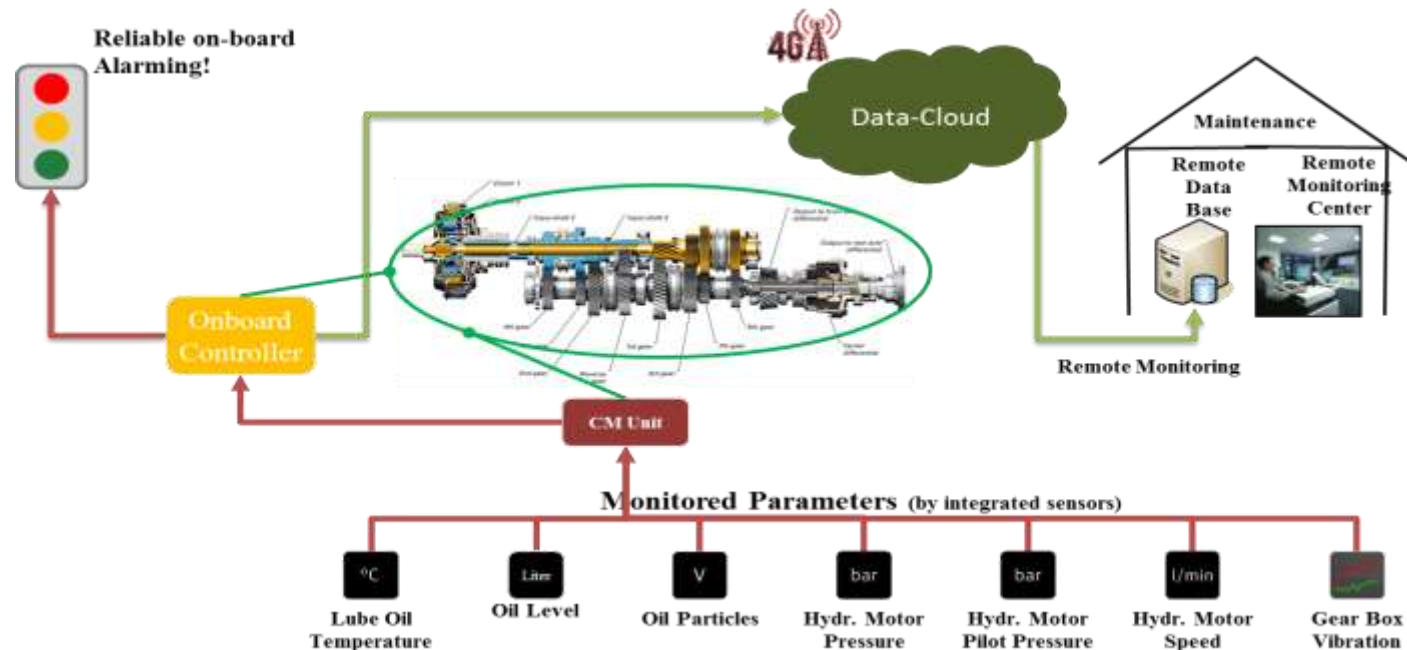 Reliable on-board
Alarming!
4G
Data-Cloud
Maintenance
Remote
Data
Base
Remote
Monitoring
Center
Onboard
Controller
Remote Monitoring
CM Unit
Monitored Parameters (by integrated sensors)
°C
Liter
V
bar
bar
l/min
Lube Oil
Temperature
Oil Level
Oil Particles
Hydr. Motor
Pressure
Hydr. Motor
Pilot Pressure
Hydr. Motor
Speed
Gear Box
Vibration